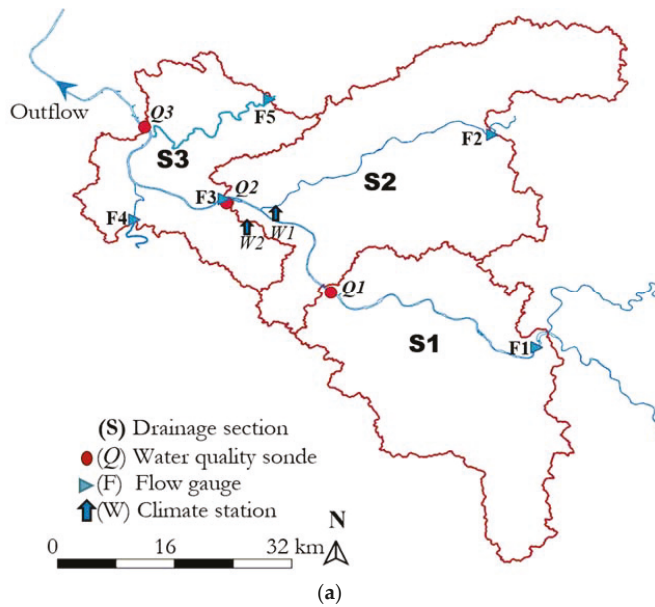 Outflow
Q3
F5
S3
F2
S2
F3
Q2
F4
W2
W1
Q1
S1
F1
(S) Drainage section
(Q) Water quality sonde
(F) Flow gauge
(W) Climate station
N
0 16 32 km
(a)